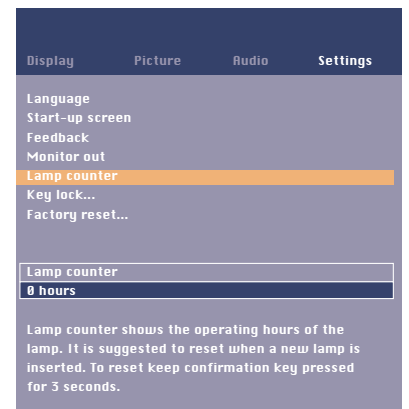 Display Picture Audio Settings
Language
Start-up screen
Feedback
Monitor out
Lamp counter
Key lock...
Factory reset...
Lamp counter
0 hours
Lamp counter shows the operating hours of the
lamp. It is suggested to reset when a new lamp is
inserted. To reset keep confirmation key pressed
for 3 seconds.